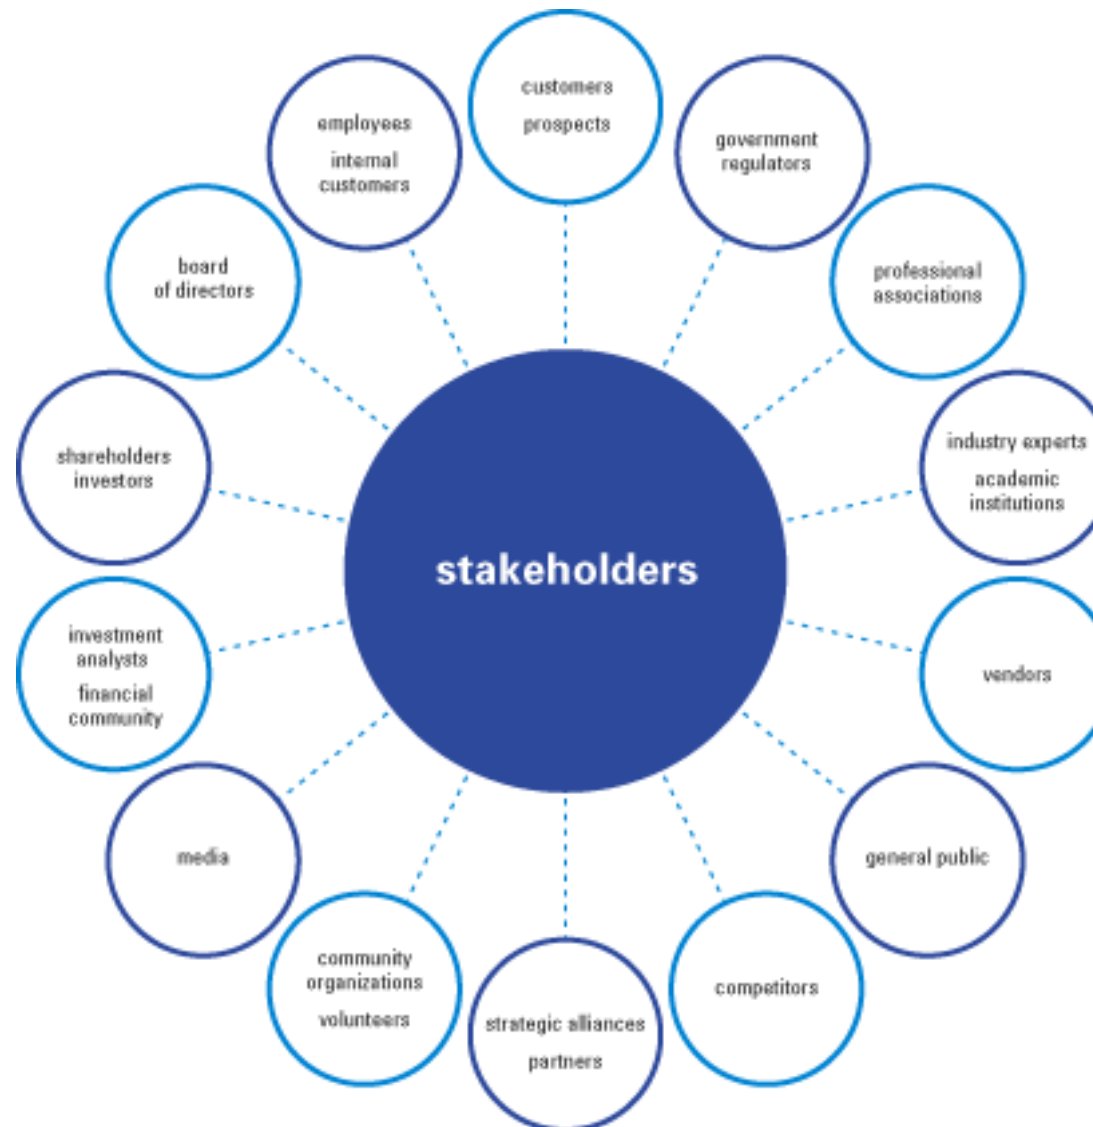 customers
prospects
government
regulators
professional
associations
industry experts
academic
institutions
vendors
general public
competitors
strategic alliances
partners
community
organizations
volunteers
media
investment
analysts
financial
community
shareholders
investors
board
of directors
employees
internal
customers
stakeholders